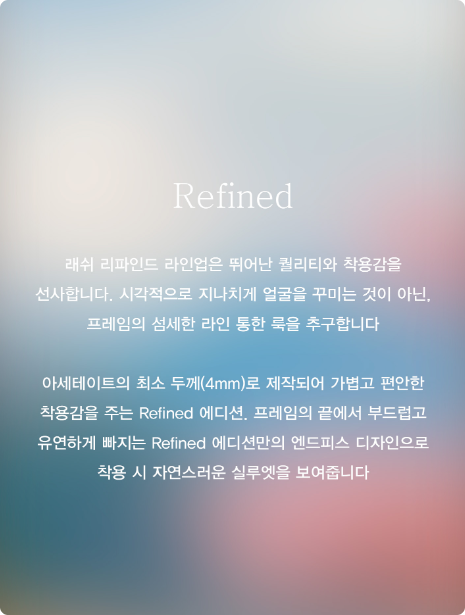 Refined
래쉬 리파인드 라인업은 뛰어난 퀄리티와 착용감을
선사합니다. 시각적으로 지나치게 얼굴을 꾸미는 것이 아닌,
프레임의 섬세한 라인 통한 룩을 추구합니다
아세테이트의 최소 두께(4mm)로 제작되어 가볍고 편안한
착용감을 주는 Refined 에디션. 프레임의 끝에서 부드럽고
유연하게 빠지는 Refined 에디션만의 엔드피스 디자인으로
착용 시 자연스러운 실루엣을 보여줍니다